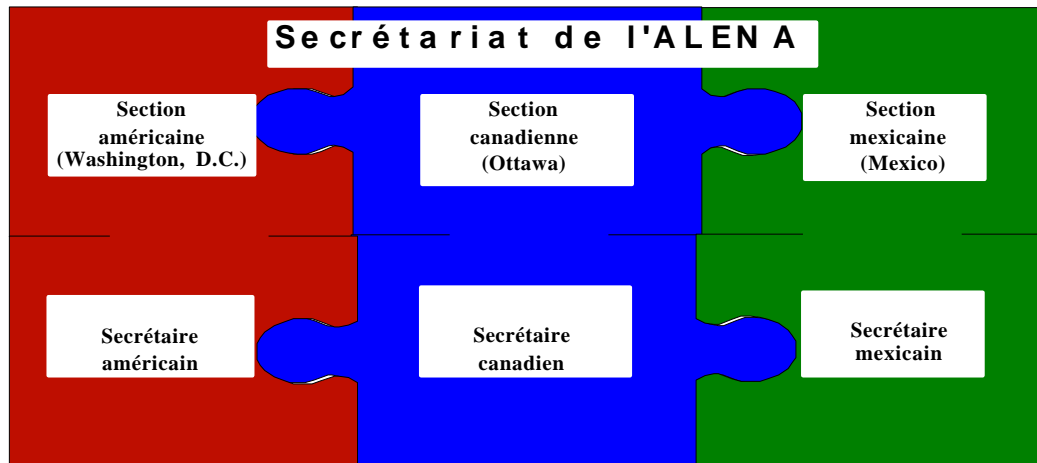 Secrétariat de l'ALENA
Section
américaine
(Washington, D.C.)
Section
canadienne
(Ottawa)
Section
mexicaine
(Mexico)
Secrétaire
américain
Secrétaire
canadien
Secrétaire
mexicain